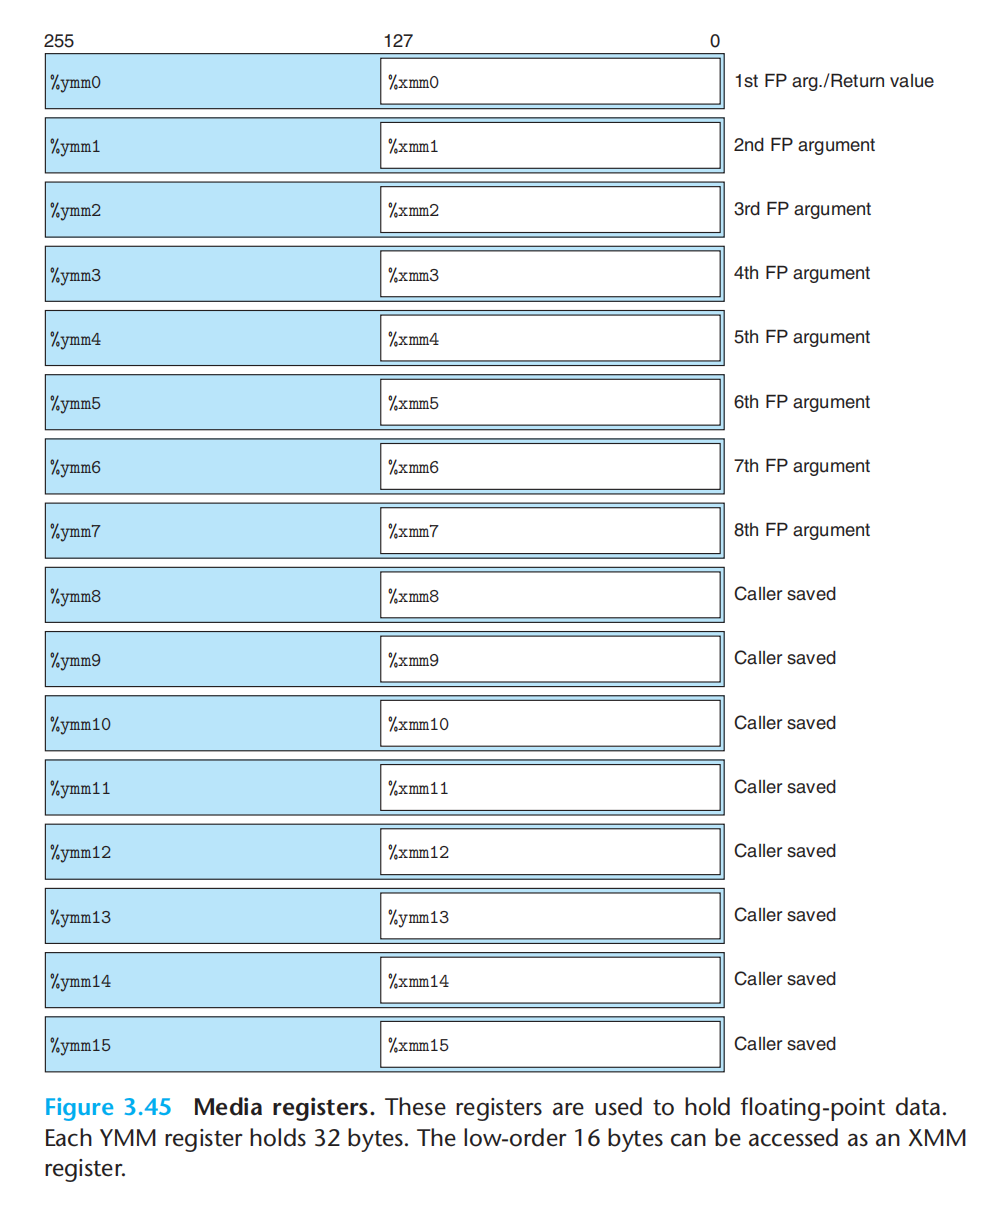 255 127 0
%ymm0 %xmm0 1st FP arg./Return value
%ymm1 %xmm1 2nd FP argument
%ymm2 %xmm2 3rd FP argument
%ymm3 %xmm3 4th FP argument
%ymm4 %xmm4 5th FP argument
%ymm5 %xmm5 6th FP argument
%ymm6 %xmm6 7th FP argument
%ymm7 %xmm7 8th FP argument
%ymm8 %xmm8 Caller saved
%ymm9 %xmm9 Caller saved
%ymm10 %xmm10 Caller saved
%ymm11 %xmm11 Caller saved
%ymm12 %xmm12 Caller saved
%ymm13 %ymm13 Caller saved
%ymm14 %xmm14 Caller saved
%ymm15 %xmm15 Caller saved
Figure 3.45 Media registers. These registers are used to hold floating-point data.
Each YMM register holds 32 bytes. The low-order 16 bytes can be accessed as an XMM
register.